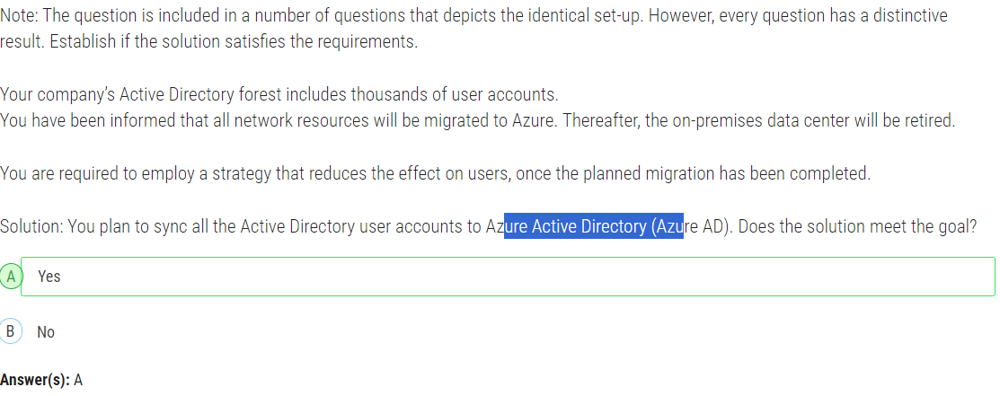 Note: The question is included in a number of questions that depicts the identical set-up. However, every question has a distinctive
result. Establish if the solution satisfies the requirements.
Your company's Active Directory forest includes thousands of user accounts.
You have been informed that all network resources will be migrated to Azure. Thereafter, the on-premises data center will be retired.
You are required to employ a strategy that reduces the effect on users, once the planned migration has been completed.
Solution: You plan to sync all the Active Directory user accounts to Azure Active Directory (Azure AD). Does the solution meet the goal?
A Yes
B No
Answer(s): A